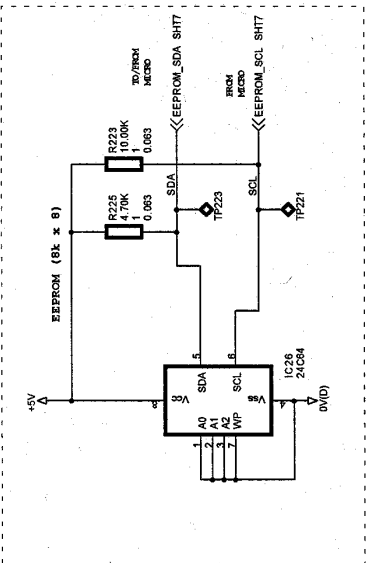 TO/FROM
MICRO
EEPROM_SDA SHT7
FROM
MICRO
EEPROM_SCL SHT7
R223
10.00K
1
0.063
R225
4.70K
1
0.063
SDA
SCL
TP223
TP221
EEPROM (8k x 8)
5
6
SDA
SCL
IC26
24C64
+5V
8
VCC
VSS
4
0V(D)
A0
A1
A2
WP
1
2
3
7